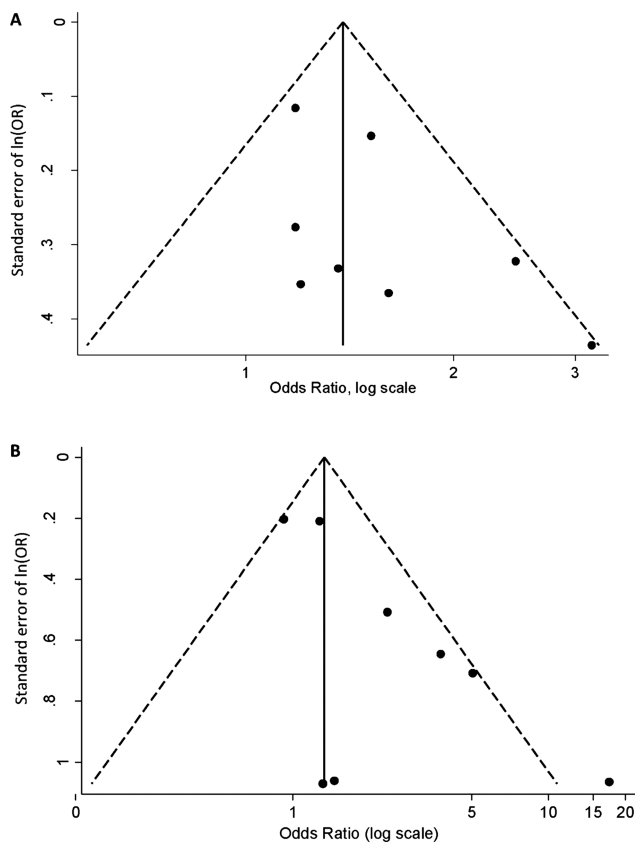 A
Standard error of ln(OR)
0
.1
.2
.3
.4
1 2 3
Odds Ratio, log scale
B
Standard error of ln(OR)
0
.2
.4
.6
.8
1
0 1 5 10 15 20
Odds Ratio (log scale)